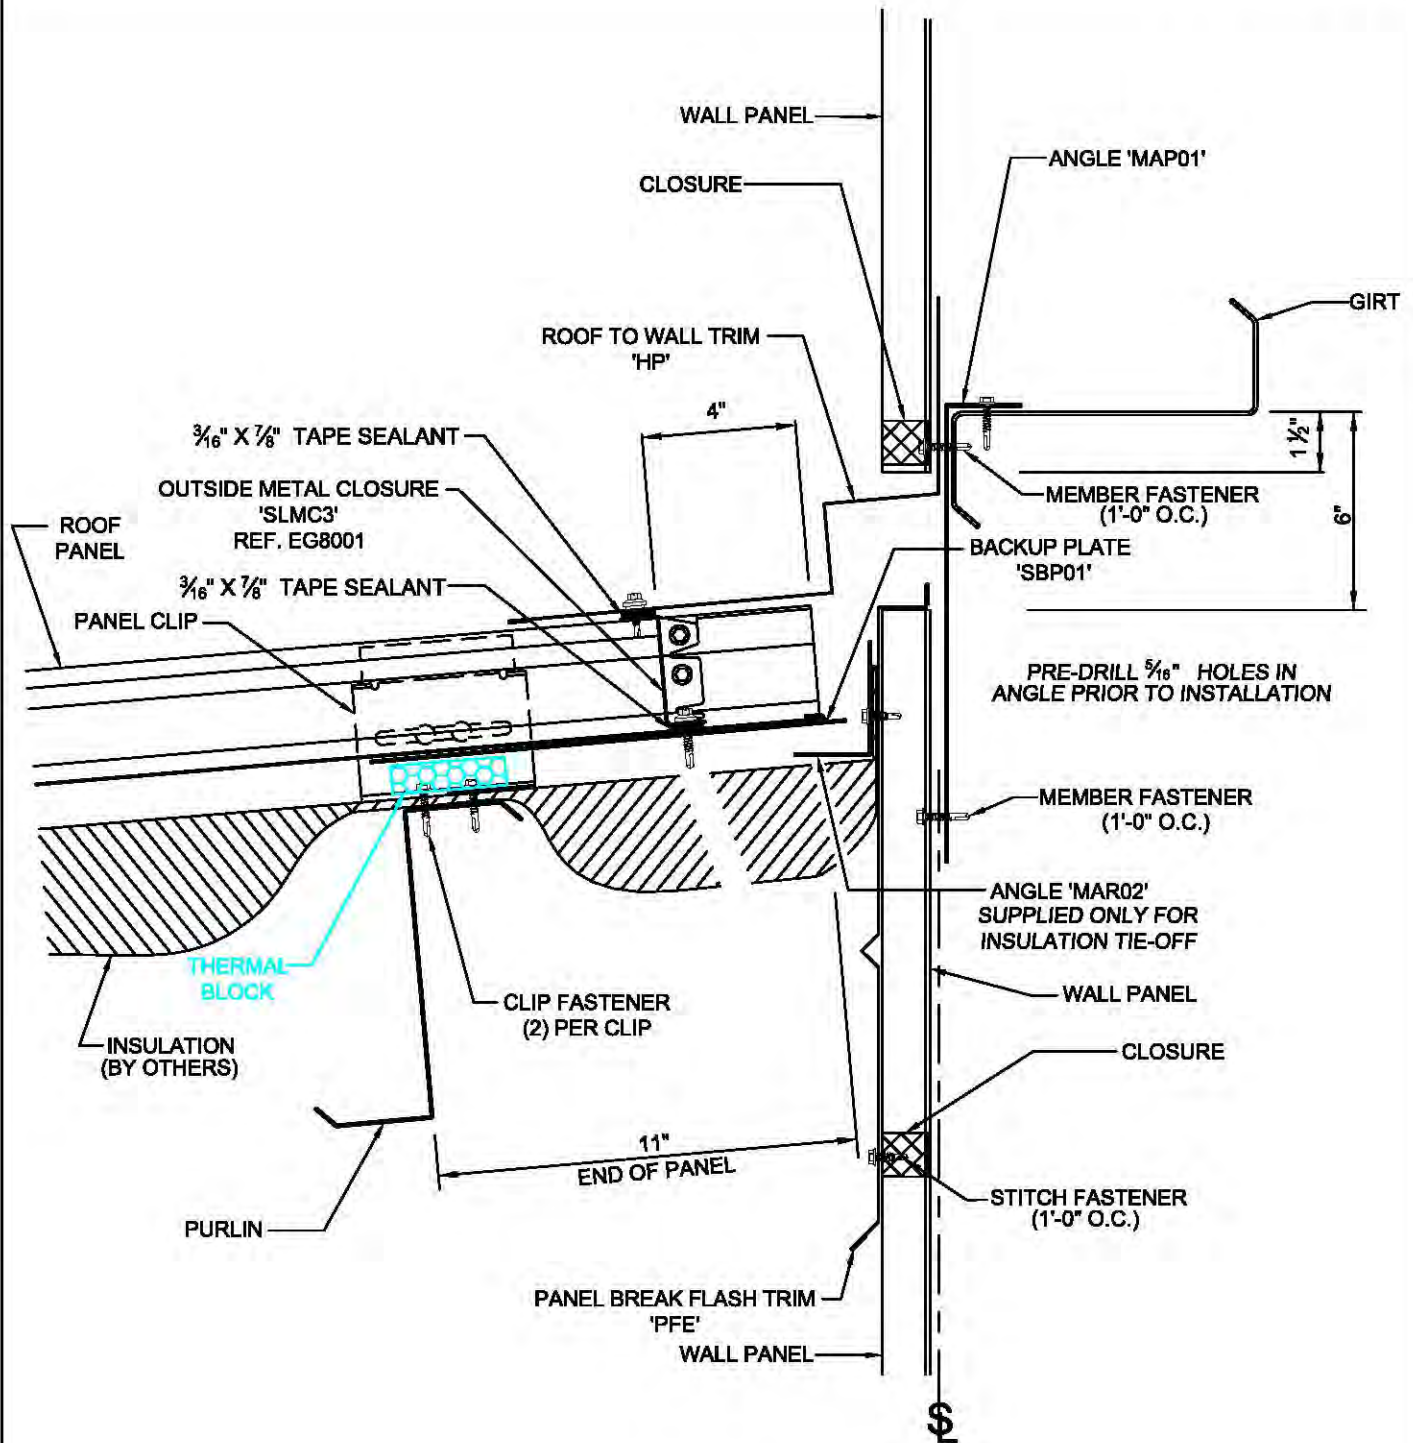 WALL PANEL
ANGLE 'MAP01'
CLOSURE
GIRT
ROOF TO WALL TRIM
'HP'
4"
3/16" X 7/8" TAPE SEALANT
1 1/2"
OUTSIDE METAL CLOSURE
'SLMC3'
REF. EG8001
MEMBER FASTENER
(1'-0" O.C.)
6"
ROOF
PANEL
BACKUP PLATE
'SBP01'
3/16" X 7/8" TAPE SEALANT
PANEL CLIP
PRE-DRILL 5/16" HOLES IN
ANGLE PRIOR TO INSTALLATION
MEMBER FASTENER
(1'-0" O.C.)
ANGLE 'MAR02'
SUPPLIED ONLY FOR
INSULATION TIE-OFF
THERMAL
BLOCK
CLIP FASTENER
(2) PER CLIP
WALL PANEL
INSULATION
(BY OTHERS)
CLOSURE
11"
END OF PANEL
STITCH FASTENER
(1'-0" O.C.)
PURLIN
PANEL BREAK FLASH TRIM
'PFE'
WALL PANEL